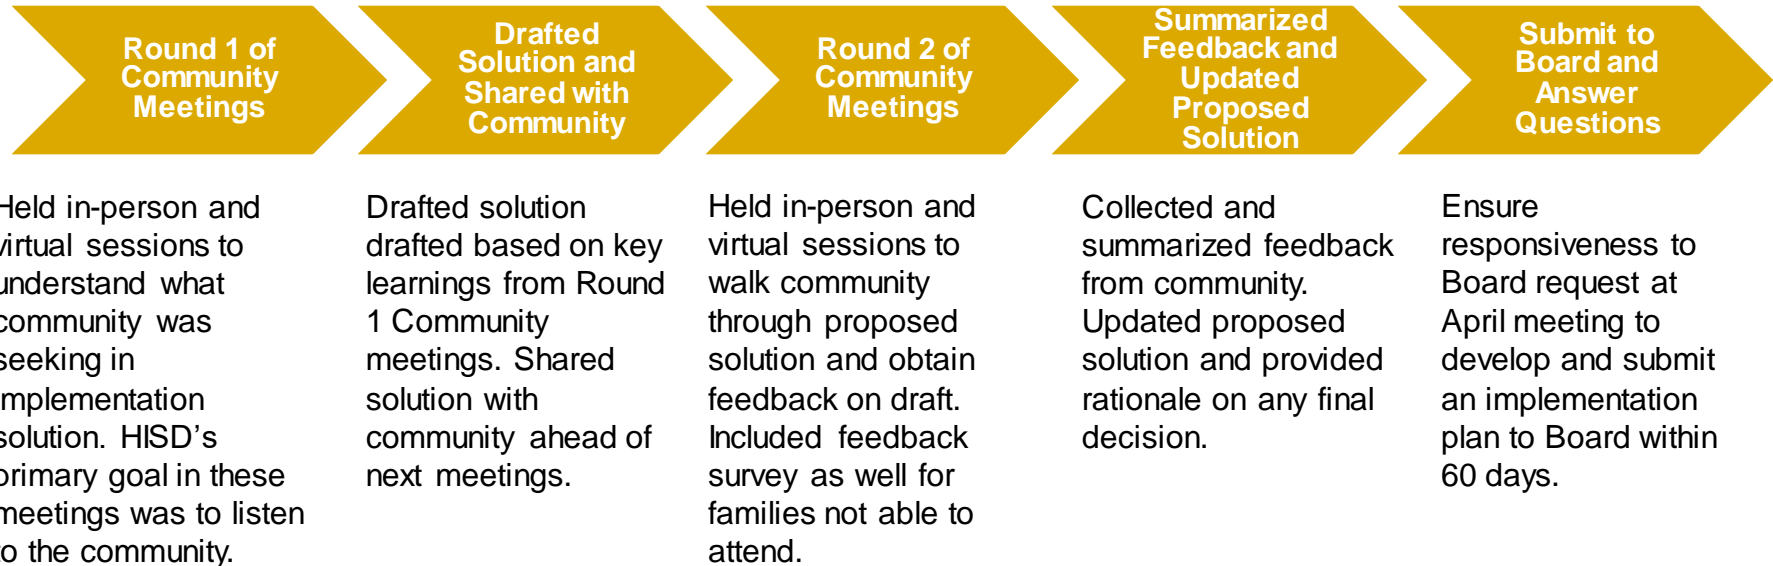 Round 1 of
Community
Meetings
Held in-person and
virtual sessions to
understand what
community was
seeking in
implementation
solution. HISD's
primary goal in these
meetings was to listen
to the community.
Drafted
Solution and
Shared with
Community
Drafted solution
drafted based on key
learnings from Round
1 Community
meetings. Shared
solution with
community ahead of
next meetings.
Round 2 of
Community
Meetings
Held in-person and
virtual sessions to
walk community
through proposed
solution and obtain
feedback on draft.
Included feedback
survey as well for
families not able to
attend.
Summarized
Feedback and
Updated
Proposed
Solution
Collected and
summarized feedback
from community.
Updated proposed
solution and provided
rationale on any final
decision.
Submit to
Board and
Answer
Questions
Ensure
responsiveness to
Board request at
April meeting to
develop and submit
an implementation
plan to Board within
60 days.